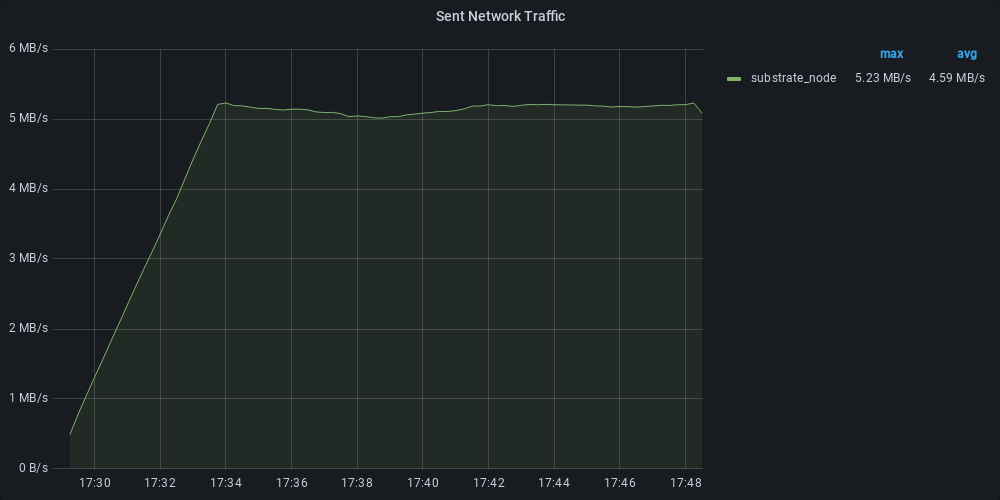 Sent Network Traffic
max avg
substrate_node 5.23 MB/s 4.59 MB/s
6 MB/s
5 MB/s
4 MB/s
3 MB/s
2 MB/s
1 MB/s
0 B/s
17:30 17:32 17:34 17:36 17:38 17:40 17:42 17:44 17:46 17:48